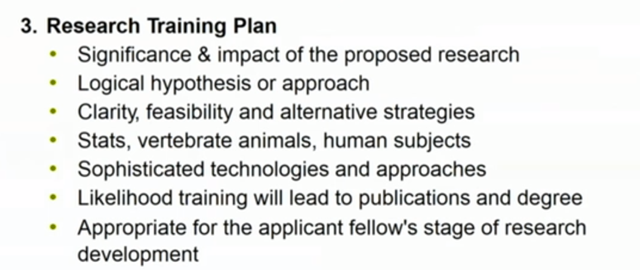 3. Research Training Plan
• Significance & impact of the proposed research
• Logical hypothesis or approach
• Clarity, feasibility and alternative strategies
• Stats, vertebrate animals, human subjects
• Sophisticated technologies and approaches
• Likelihood training will lead to publications and degree
• Appropriate for the applicant fellow's stage of research
development